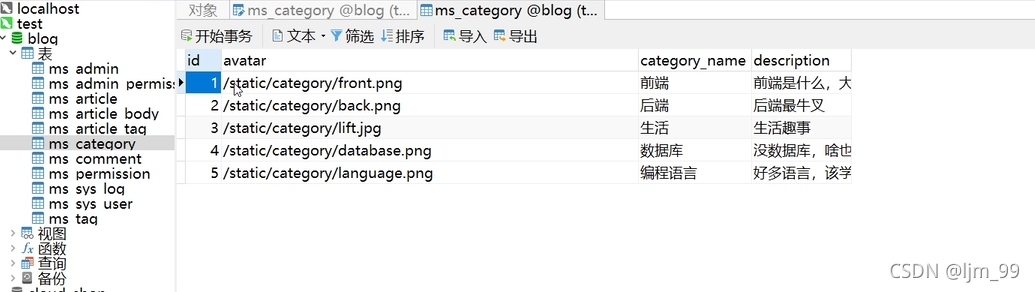 localhost
test
blog
表
ms_admin
ms_admin_permiss
ms_article
ms_article_body
ms_article_tag
ms_category
ms_comment
ms_permission
ms_sys_log
ms_sys_user
ms_tag
视图
函数
查询
备份
对象 ms_category @blog (t... ms_category @blog (t...
开始事务 文本 筛选 排序 导入 导出
id avatar category_name description
1 /static/category/front.png 前端 前端是什么，大
2 /static/category/back.png 后端 后端最牛叉
3 /static/category/lift.jpg 生活 生活趣事
4 /static/category/database.png 数据库 没数据库，啥也
5 /static/category/language.png 编程语言 好多语言，该学
CSDN @ljm_99